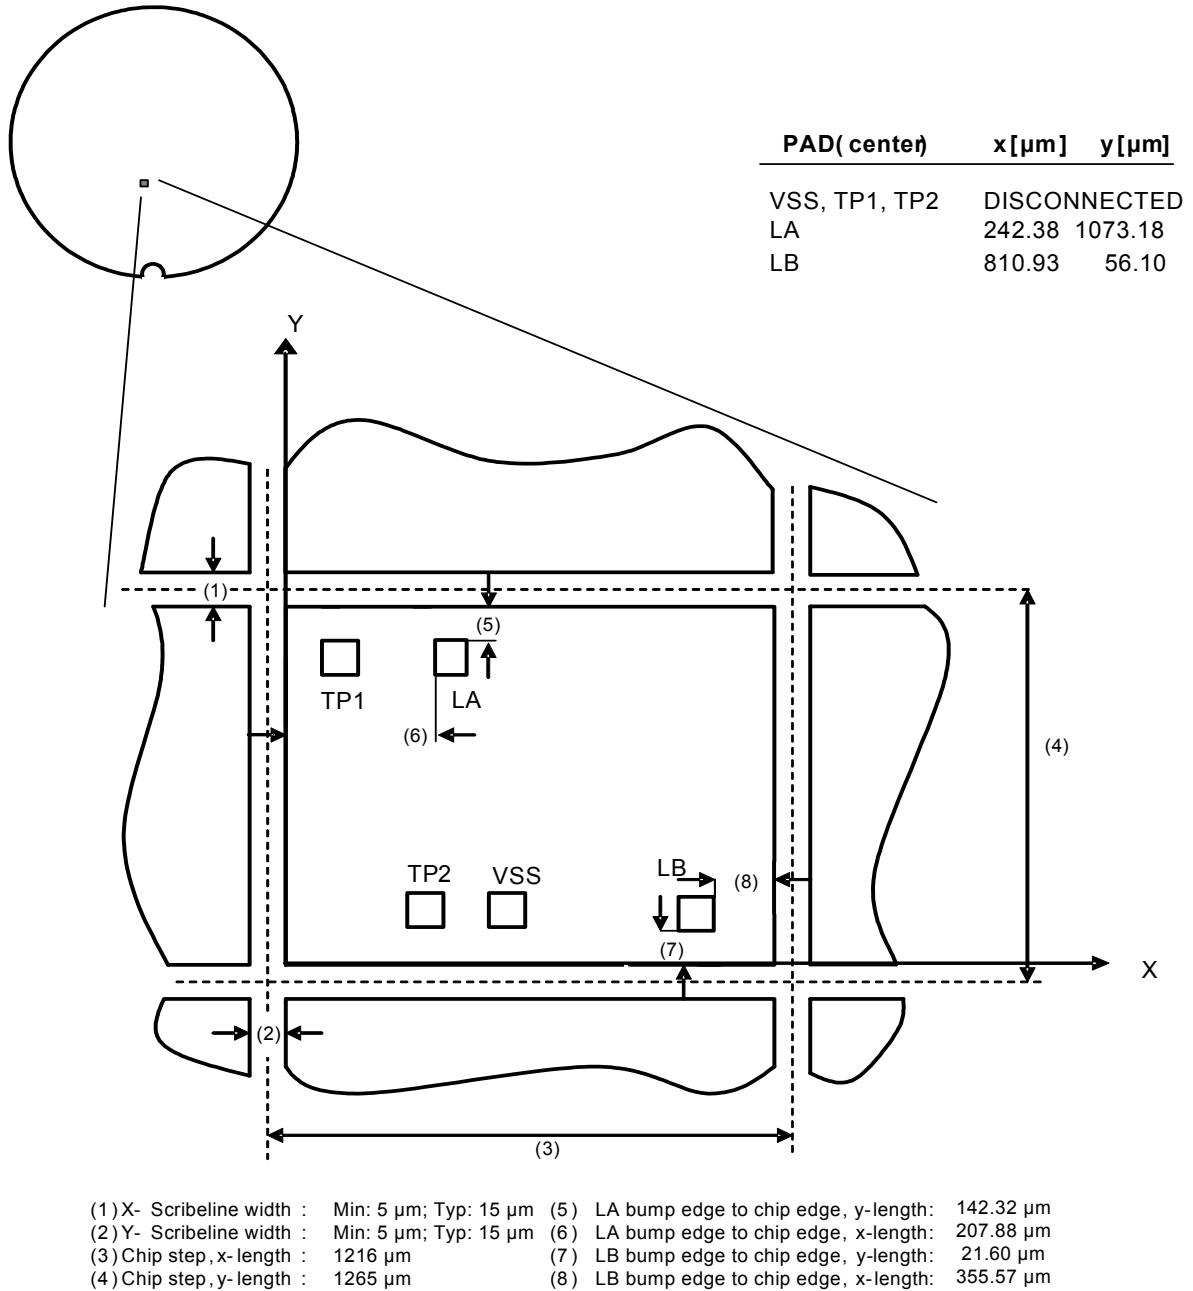 PAD( center) x [µm] y [µm]
VSS, TP1, TP2 DISCONNECTED
LA 242.38 1073.18
LB 810.93 56.10
Y
(1)
(5)
TP1 LA
(6)
(4)
TP2 VSS LB
(8)
(7)
X
(2)
(3)
(1) X- Scribeline width : Min: 5 µm; Typ: 15 µm (5) LA bump edge to chip edge, y-length: 142.32 µm
(2) Y- Scribeline width : Min: 5 µm; Typ: 15 µm (6) LA bump edge to chip edge, x-length: 207.88 µm
(3) Chip step, x- length : 1216 µm (7) LB bump edge to chip edge, y-length: 21.60 µm
(4) Chip step, y- length : 1265 µm (8) LB bump edge to chip edge, x-length: 355.57 µm